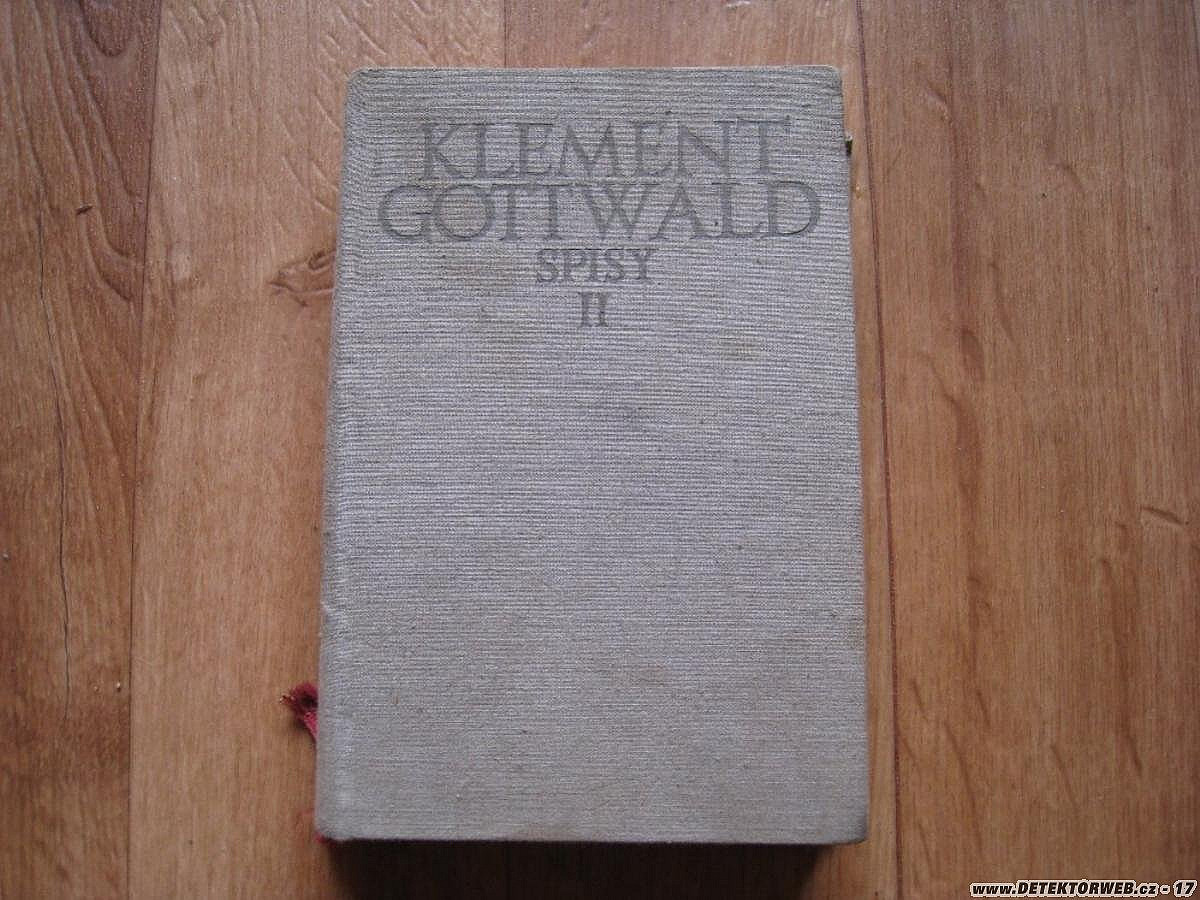 KLEMENT
GOTTWALD
SPISY
II
www.DETEKTORWEB.cz - 17